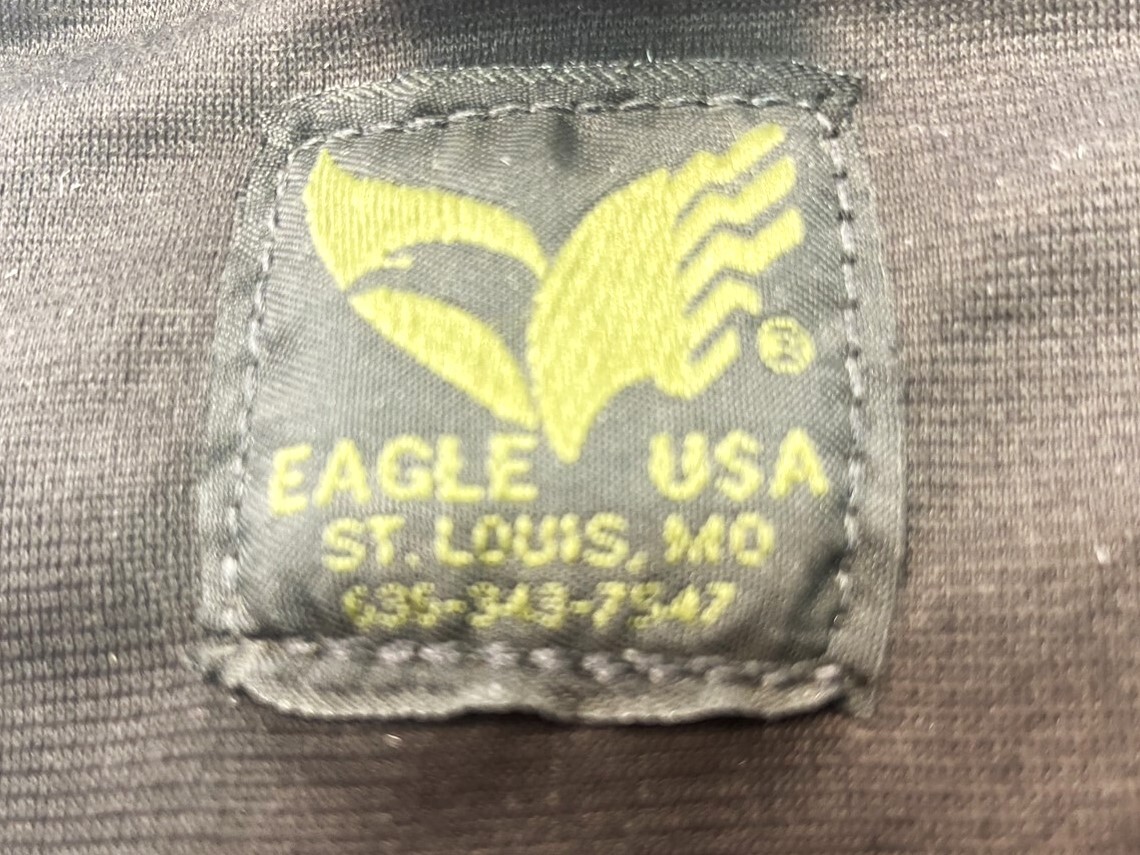 ®
EAGLE USA
ST. LOUIS, MO
636-343-7547